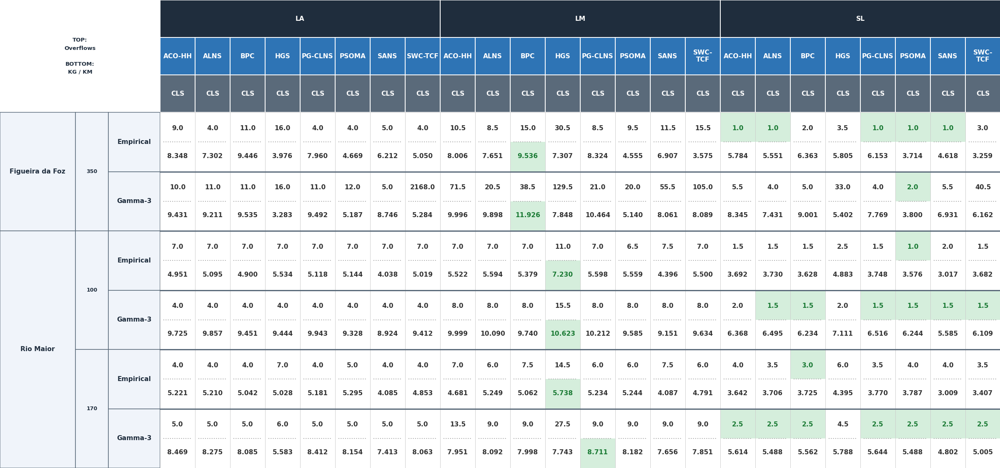 LA LM SL
TOP:
Overflows
BOTTOM:
KG / KM
ACO-HH ALNS BPC HGS PG-CLNS PSOMA SANS SWC-TCF ACO-HH ALNS BPC HGS PG-CLNS PSOMA SANS SWC-TCF ACO-HH ALNS BPC HGS PG-CLNS PSOMA SANS SWC-TCF
CLS CLS CLS CLS CLS CLS CLS CLS CLS CLS CLS CLS CLS CLS CLS CLS CLS CLS CLS CLS CLS CLS CLS CLS
Figueira da Foz
350
Empirical
9.0 4.0 11.0 16.0 4.0 4.0 5.0 4.0 10.5 8.5 15.0 30.5 8.5 9.5 11.5 15.5 1.0 1.0 2.0 3.5 1.0 1.0 1.0 3.0
8.348 7.302 9.446 3.976 7.960 4.669 6.212 5.050 8.006 7.651 9.536 7.307 8.324 4.555 6.907 3.575 5.784 5.551 6.363 5.805 6.153 3.714 4.618 3.259
Gamma-3
10.0 11.0 11.0 16.0 11.0 12.0 5.0 2168.0 71.5 20.5 38.5 129.5 21.0 20.0 55.5 105.0 5.5 4.0 5.0 33.0 4.0 2.0 5.5 40.5
9.431 9.211 9.535 3.283 9.492 5.187 8.746 5.284 9.996 9.898 11.926 7.848 10.464 5.140 8.061 8.089 8.345 7.431 9.001 5.402 7.769 3.800 6.931 6.162
Rio Maior
100
Empirical
7.0 7.0 7.0 7.0 7.0 7.0 7.0 7.0 7.0 7.0 7.0 11.0 7.0 6.5 7.5 7.0 1.5 1.5 1.5 2.5 1.5 1.0 2.0 1.5
4.951 5.095 4.900 5.534 5.118 5.144 4.038 5.019 5.522 5.594 5.379 7.230 5.598 5.559 4.396 5.500 3.692 3.730 3.628 4.883 3.748 3.576 3.017 3.682
Gamma-3
4.0 4.0 4.0 4.0 4.0 4.0 4.0 4.0 8.0 8.0 8.0 15.5 8.0 8.0 8.0 8.0 2.0 1.5 1.5 2.0 1.5 1.5 1.5 1.5
9.725 9.857 9.451 9.444 9.943 9.328 8.924 9.412 9.999 10.090 9.740 10.623 10.212 9.585 9.151 9.634 6.368 6.495 6.234 7.111 6.516 6.244 5.585 6.109
170
Empirical
4.0 4.0 4.0 7.0 4.0 5.0 4.0 4.0 7.0 6.0 7.5 14.5 6.0 6.0 7.5 6.0 4.0 3.5 3.0 6.0 3.5 4.0 4.0 3.5
5.221 5.210 5.042 5.028 5.181 5.295 4.085 4.853 4.681 5.249 5.062 5.738 5.234 5.244 4.087 4.791 3.642 3.706 3.725 4.395 3.770 3.787 3.009 3.407
Gamma-3
5.0 5.0 5.0 6.0 5.0 5.0 5.0 5.0 13.5 9.0 9.0 27.5 9.0 9.0 9.0 9.0 2.5 2.5 2.5 4.5 2.5 2.5 2.5 2.5
8.469 8.275 8.085 5.583 8.412 8.154 7.413 8.063 7.951 8.092 7.998 7.743 8.711 8.182 7.656 7.851 5.614 5.488 5.562 5.788 5.644 5.488 4.802 5.005